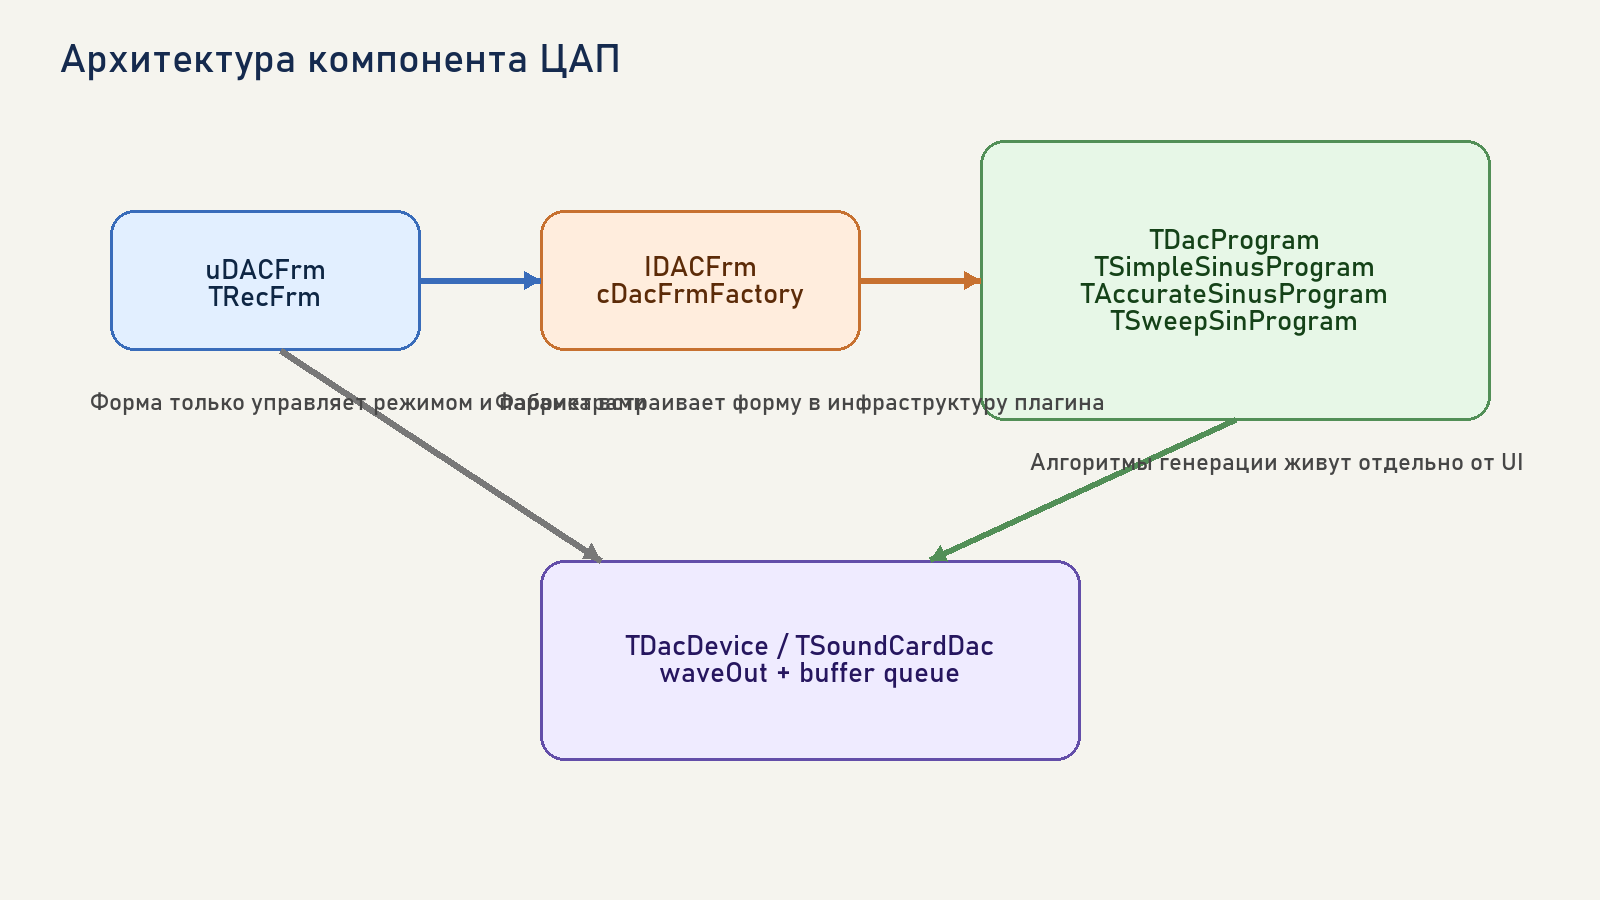 Архитектура компонента ЦАП
uDACFrm
TRecFrm
IDACFrm
cDacFrmFactory
TDacProgram
TSimpleSinusProgram
TAccurateSinusProgram
TSweepSinProgram
Форма только управляет режимом и параметрами
Фабрика встраивает форму в инфраструктуру плагина
Алгоритмы генерации живут отдельно от UI
TDacDevice / TSoundCardDac
waveOut + buffer queue